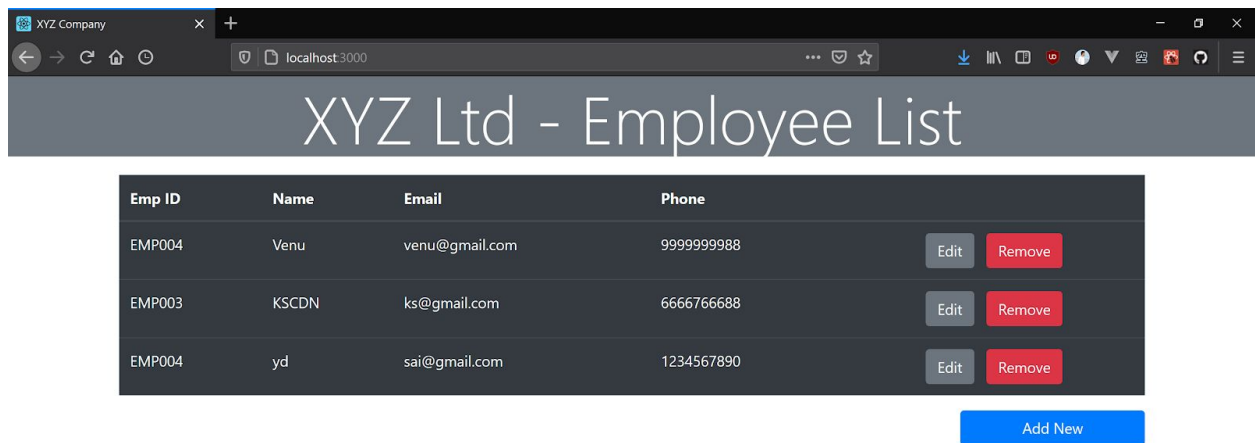 XYZ Company
localhost:3000
XYZ Ltd - Employee List
Emp ID Name Email Phone
EMP004 Venu venu@gmail.com 9999999988 Edit Remove
EMP003 KSCDN ks@gmail.com 6666766688 Edit Remove
EMP004 yd sai@gmail.com 1234567890 Edit Remove
Add New